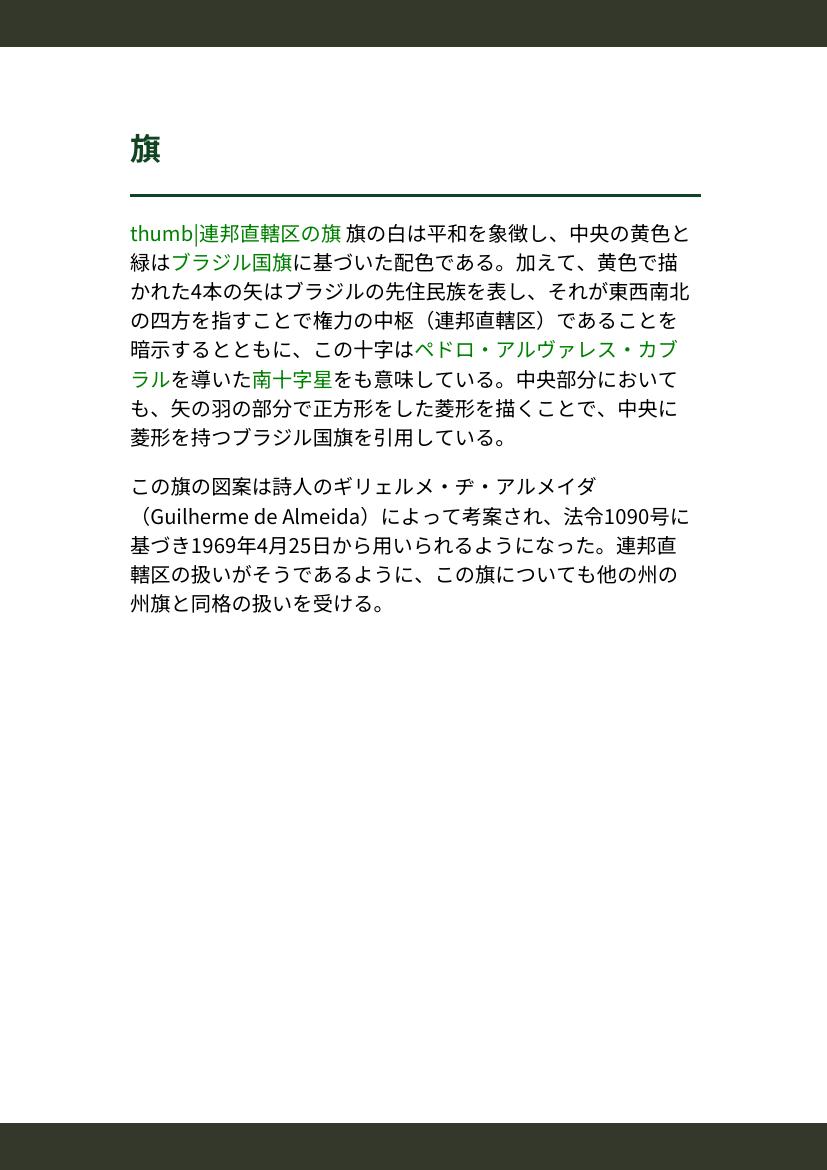 旗
thumb|連邦直轄区の旗 旗の白は平和を象徴し、中央の黄色と
緑はブラジル国旗に基づいた配色である。加えて、黄色で描
かれた4本の矢はブラジルの先住民族を表し、それが東西南北
の四方を指すことで権力の中枢（連邦直轄区）であることを
暗示するとともに、この十字はペドロ・アルヴァレス・カブ
ラルを導いた南十字星をも意味している。中央部分において
も、矢の羽の部分で正方形をした菱形を描くことで、中央に
菱形を持つブラジル国旗を引用している。
この旗の図案は詩人のギリェルメ・ヂ・アルメイダ
（Guilherme de Almeida）によって考案され、法令1090号に
基づき1969年4月25日から用いられるようになった。連邦直
轄区の扱いがそうであるように、この旗についても他の州の
州旗と同格の扱いを受ける。